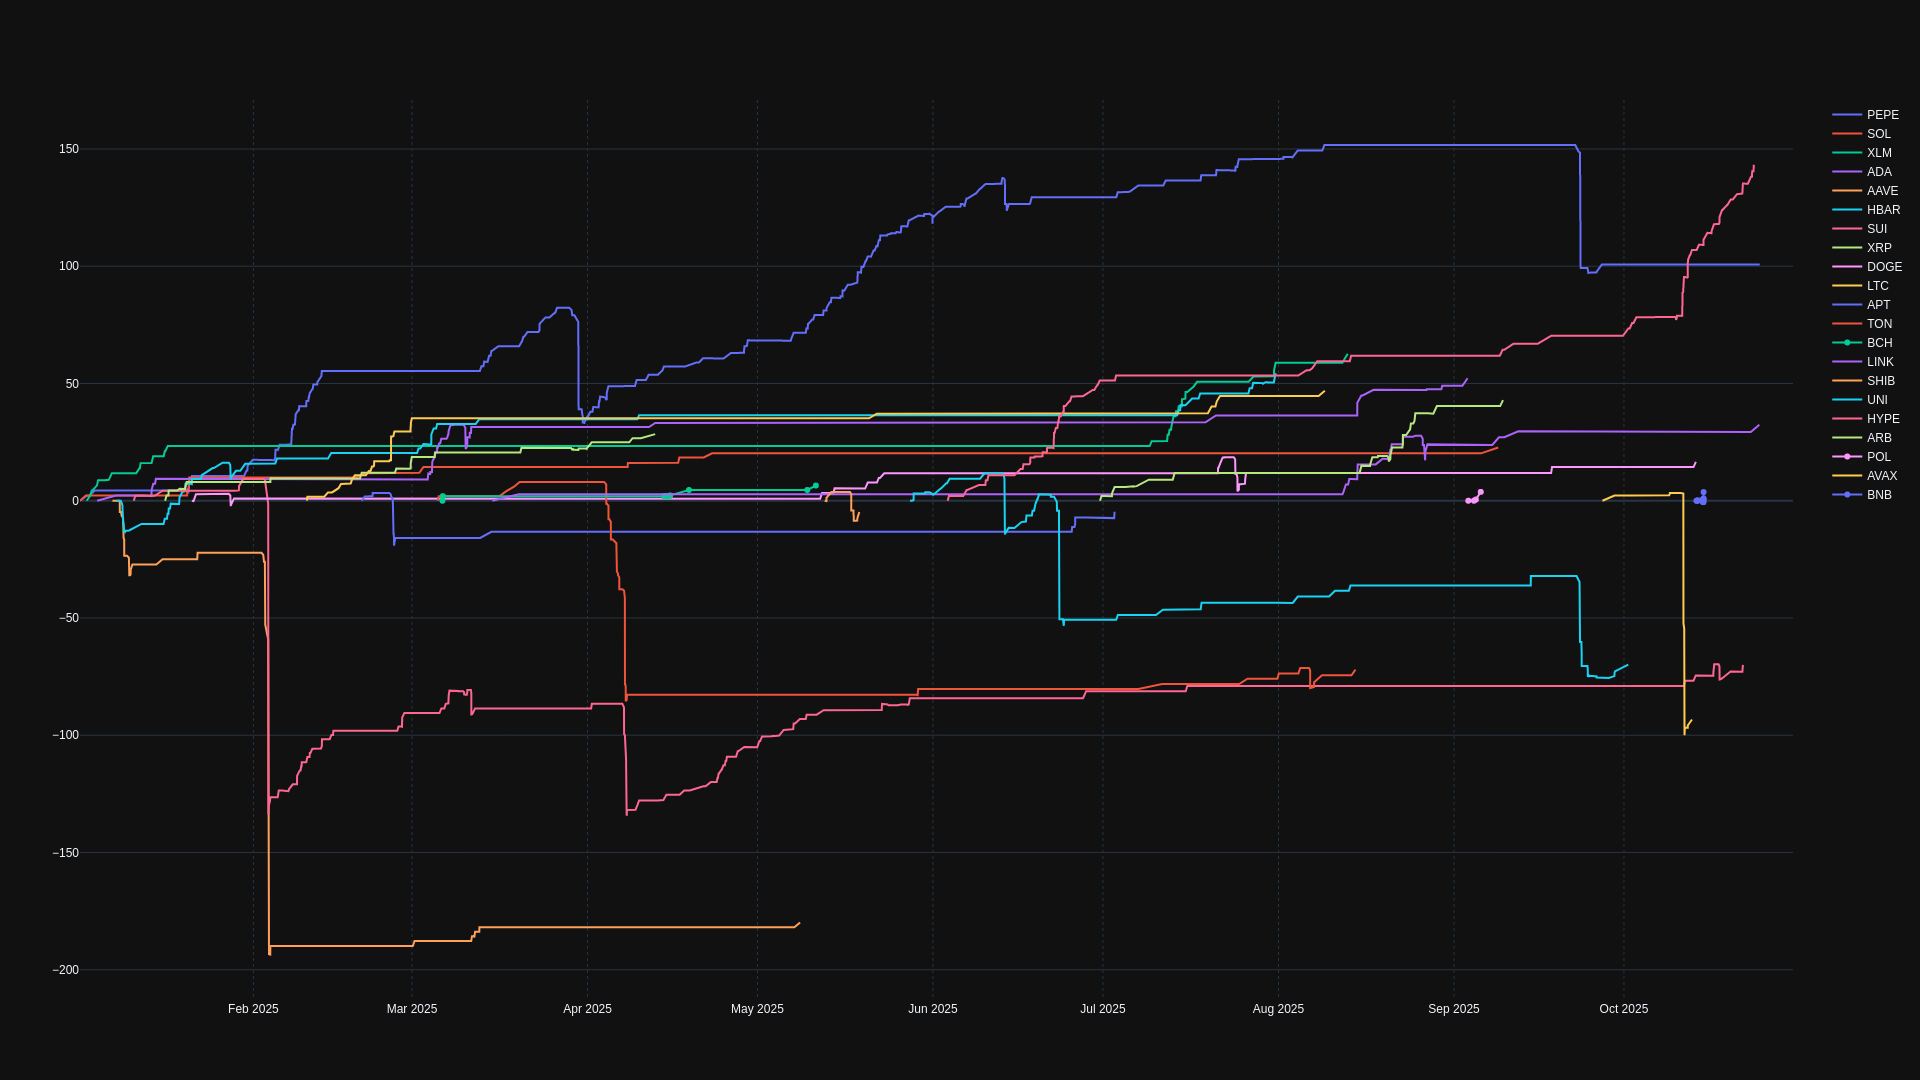 150
100
50
0
−50
−100
−150
−200
Feb 2025
Mar 2025
Apr 2025
May 2025
Jun 2025
Jul 2025
Aug 2025
Sep 2025
Oct 2025
PEPE
SOL
XLM
ADA
AAVE
HBAR
SUI
XRP
DOGE
LTC
APT
TON
BCH
LINK
SHIB
UNI
HYPE
ARB
POL
AVAX
BNB